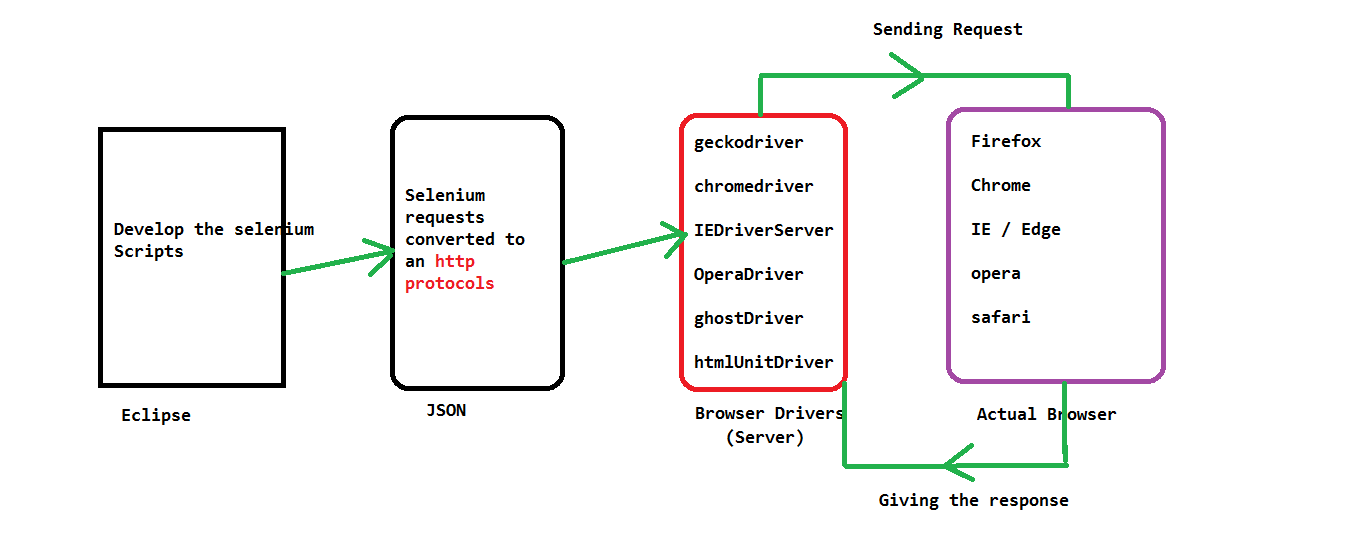 Sending Request
Develop the selenium
Scripts
Eclipse
Selenium
requests
converted to
an http
protocols
JSON
geckodriver
chromedriver
IEDriverServer
OperaDriver
ghostDriver
htmlUnitDriver
Browser Drivers
(Server)
Firefox
Chrome
IE / Edge
opera
safari
Actual Browser
Giving the response